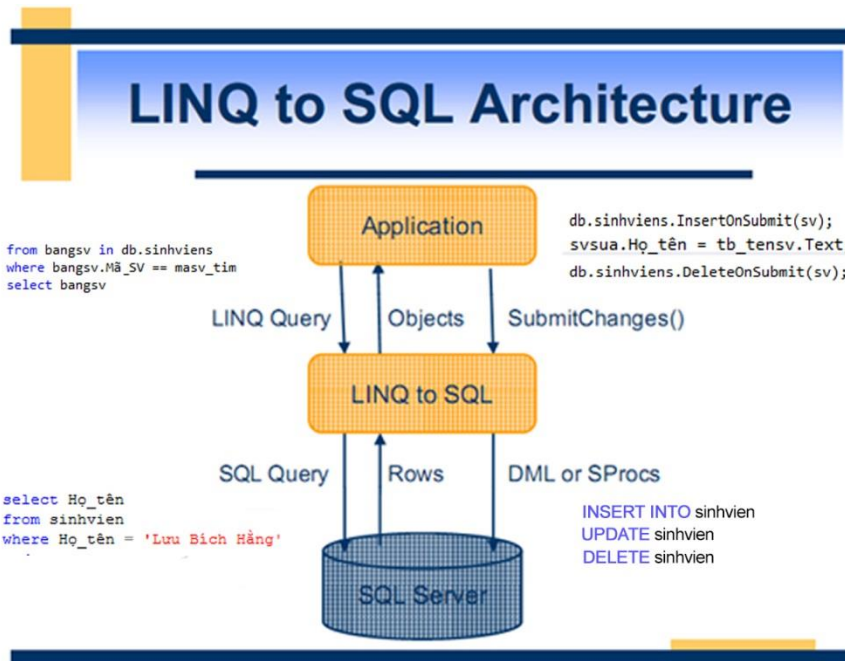 LINQ to SQL Architecture
Application
from bangsv in db.sinhviens
where bangsv.Mã_SV == masv_tim
select bangsv
db.sinhviens.InsertOnSubmit(sv);
svsua.Họ_tên = tb_tensv.Text
db.sinhviens.DeleteOnSubmit(sv);
LINQ Query
Objects
SubmitChanges()
LINQ to SQL
SQL Query
Rows
DML or SProcs
select Họ_tên
from sinhvien
where Họ_tên = 'Lưu Bích Hằng'
INSERT INTO sinhvien
UPDATE sinhvien
DELETE sinhvien
SQL Server